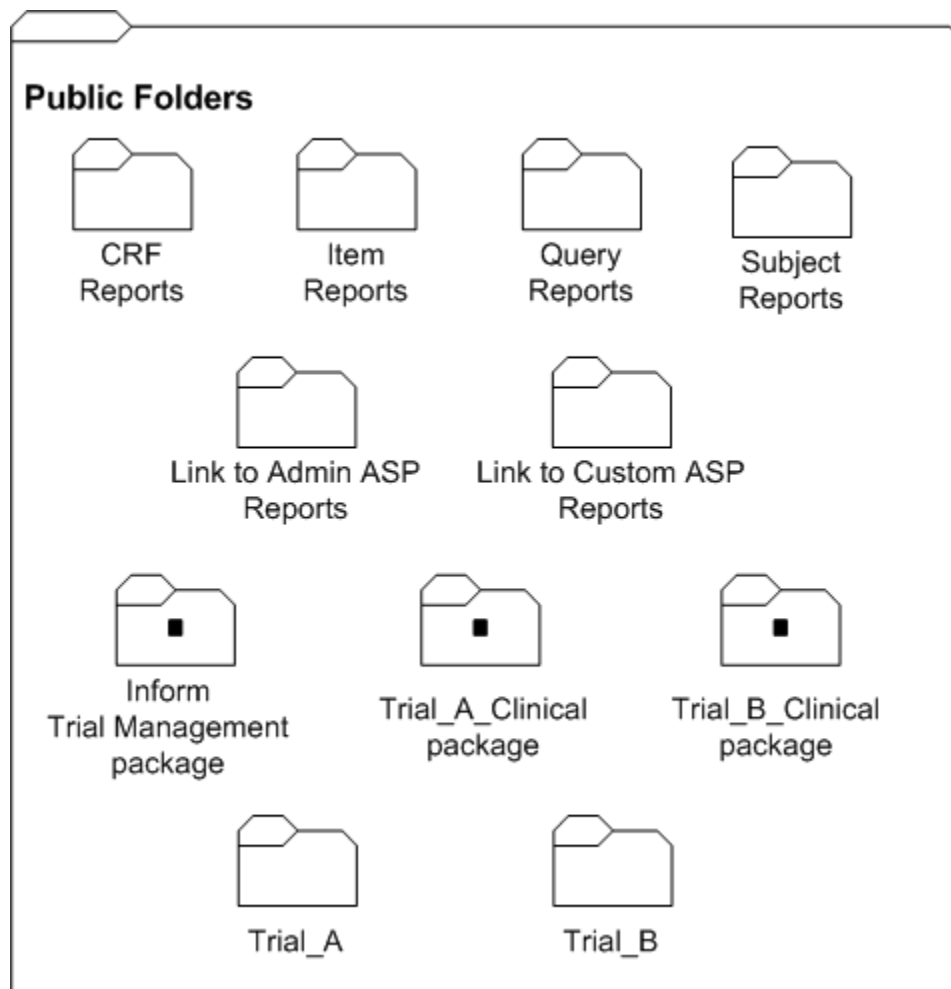 Public Folders
CRF
Reports
Item
Reports
Query
Reports
Subject
Reports
Link to Admin ASP
Reports
Link to Custom ASP
Reports
Inform
Trial Management
package
Trial_A_Clinical
package
Trial_B_Clinical
package
Trial_A
Trial_B